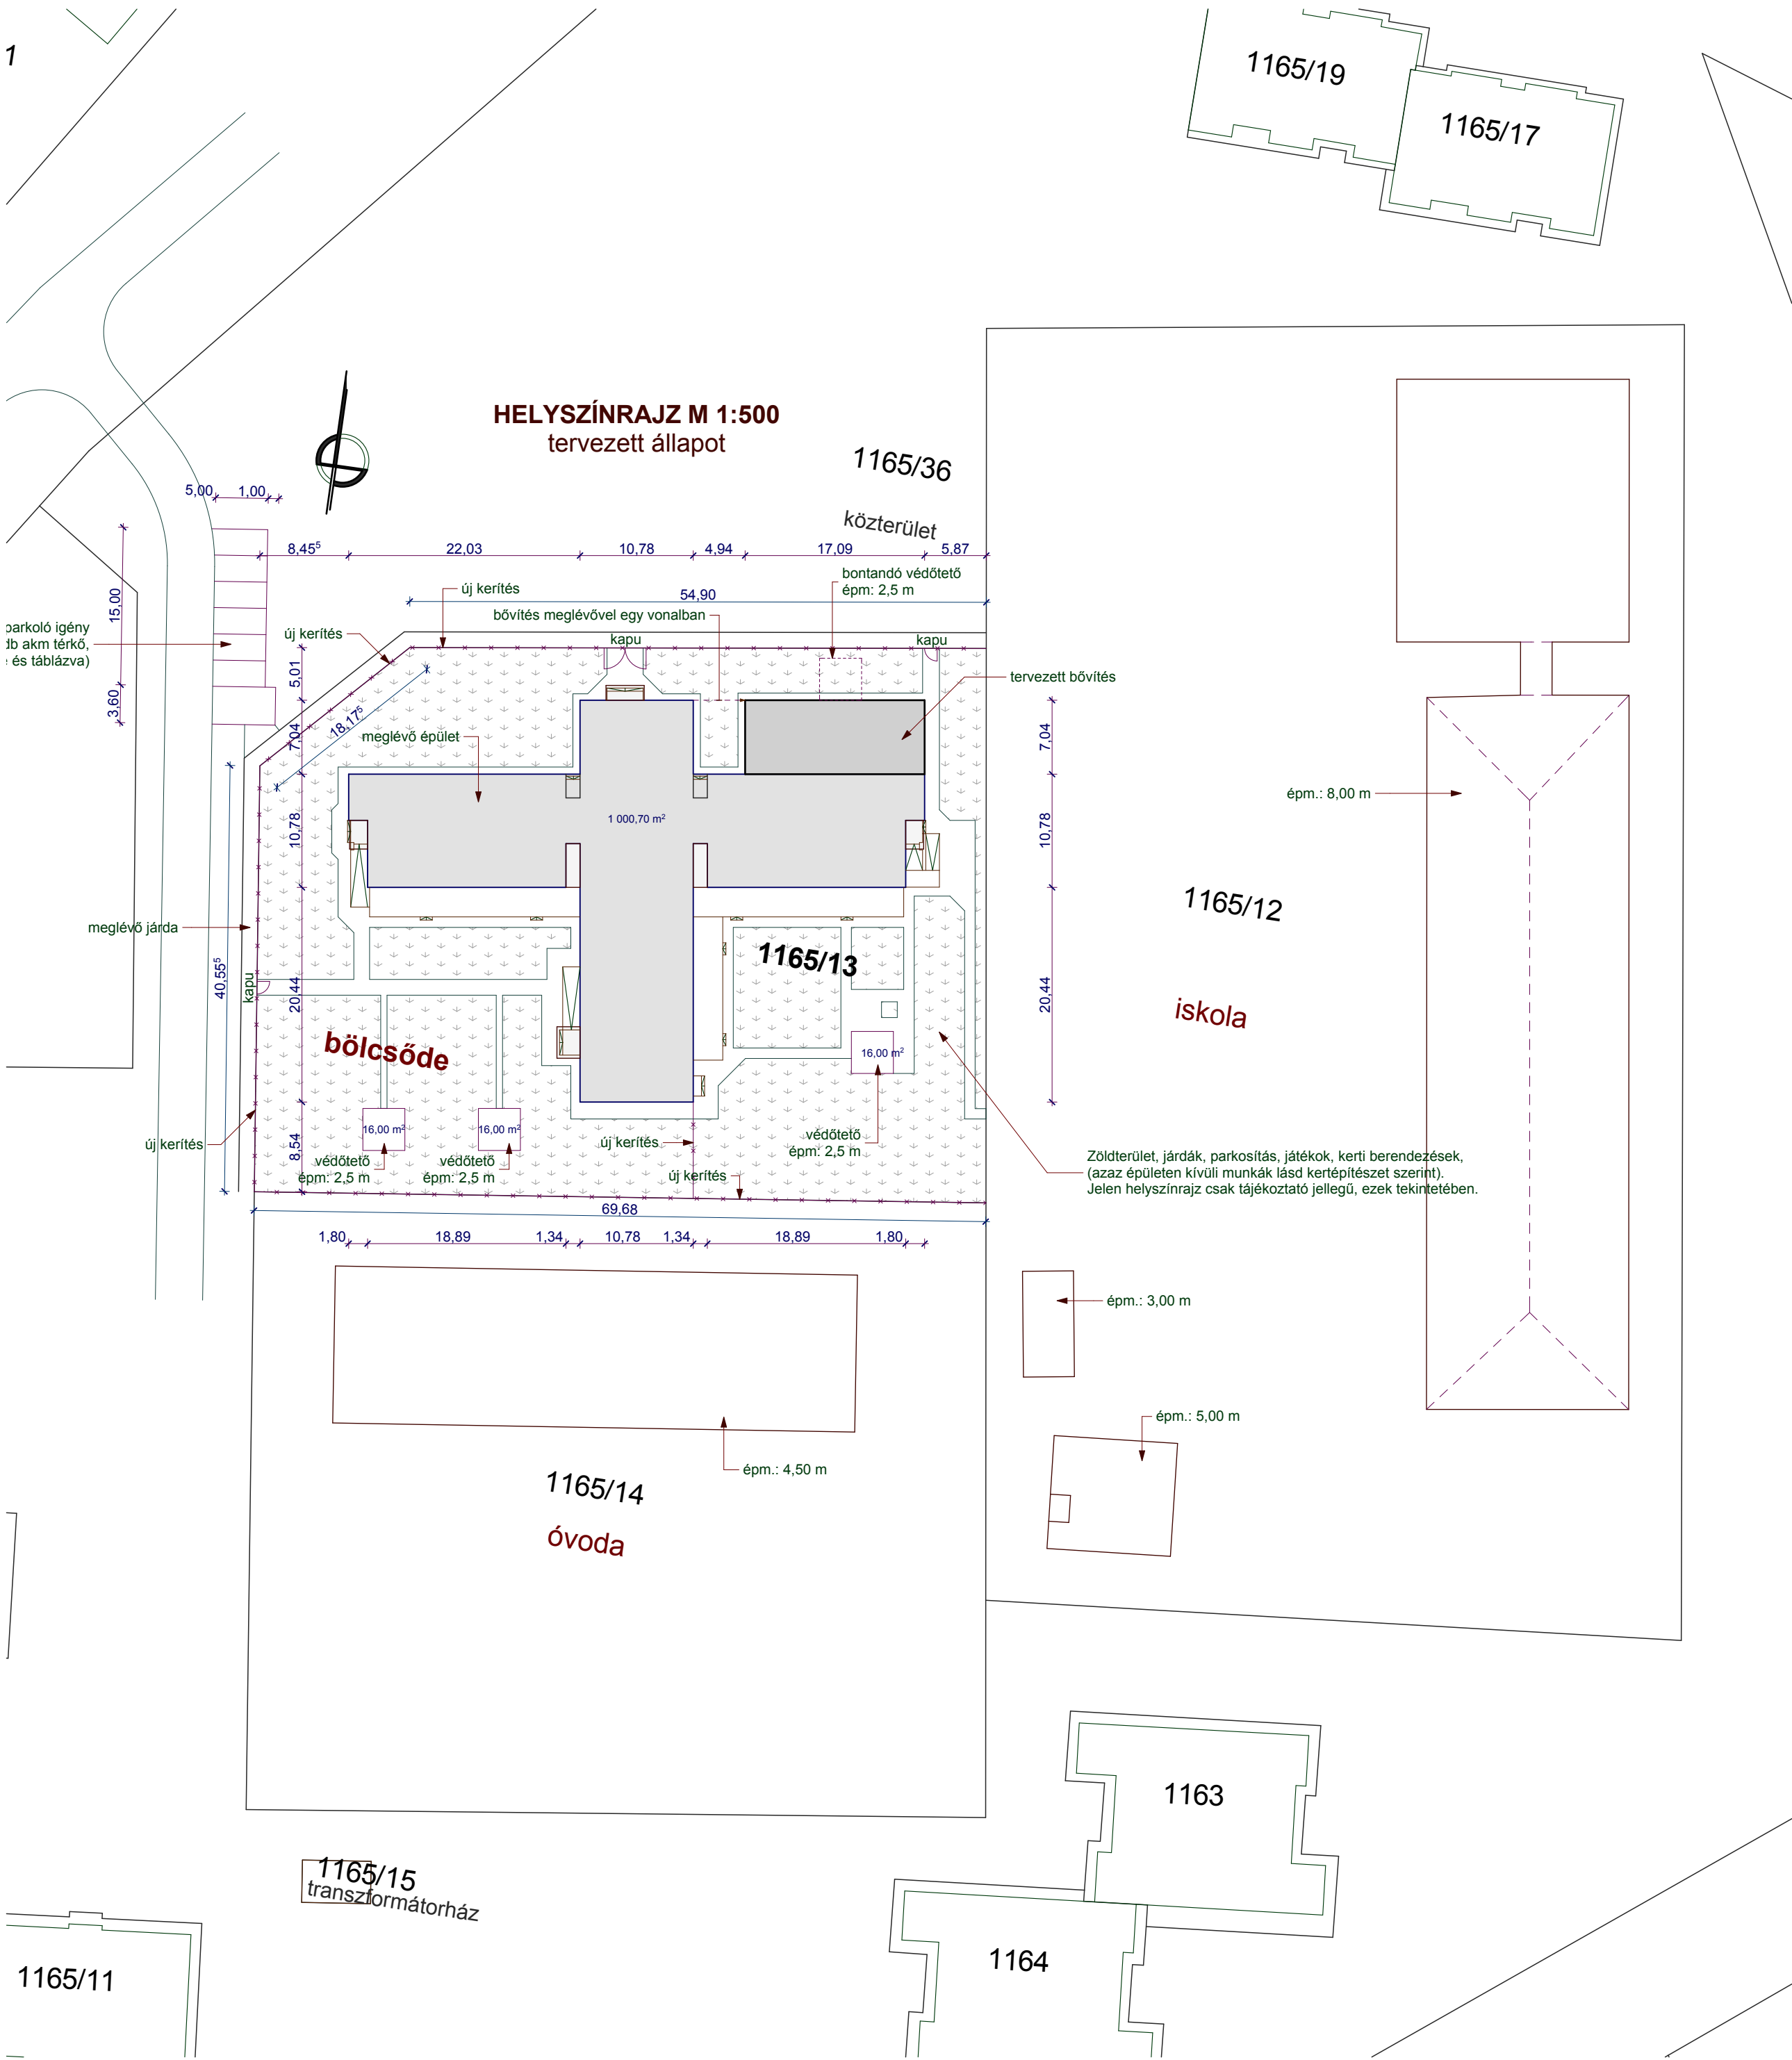 1
1165/19
1165/17
HELYSZÍNRAJZ M 1:500
tervezett állapot
1165/36
közterület
5,00
1,00
8,45⁵
22,03
10,78
4,94
17,09
5,87
54,90
új kerítés
bontandó védőtető
épm: 2,5 m
bővítés meglévővel egy vonalban
új kerítés
kapu
kapu
15,00
3,60
parkoló igény
db akm térkő,
és táblázva)
5,01
7,04
18,17⁵
meglévő épület
tervezett bővítés
7,04
10,78
1 000,70 m²
10,78
épm.: 8,00 m
1165/12
iskola
meglévő járda
40,55⁵
kapu
20,44
1165/13
20,44
bölcsőde
16,00 m²
16,00 m²
16,00 m²
új kerítés
8,54
védőtető
épm: 2,5 m
védőtető
épm: 2,5 m
új kerítés
védőtető
épm: 2,5 m
új kerítés
Zöldterület, járdák, parkosítás, játékok, kerti berendezések,
(azaz épületen kívüli munkák lásd kertépítészet szerint).
Jelen helyszínrajz csak tájékoztató jellegű, ezek tekintetében.
69,68
1,80
18,89
1,34
10,78
1,34
18,89
1,80
épm.: 3,00 m
épm.: 5,00 m
épm.: 4,50 m
1165/14
óvoda
1163
1165/15
transzformátorház
1164
1165/11